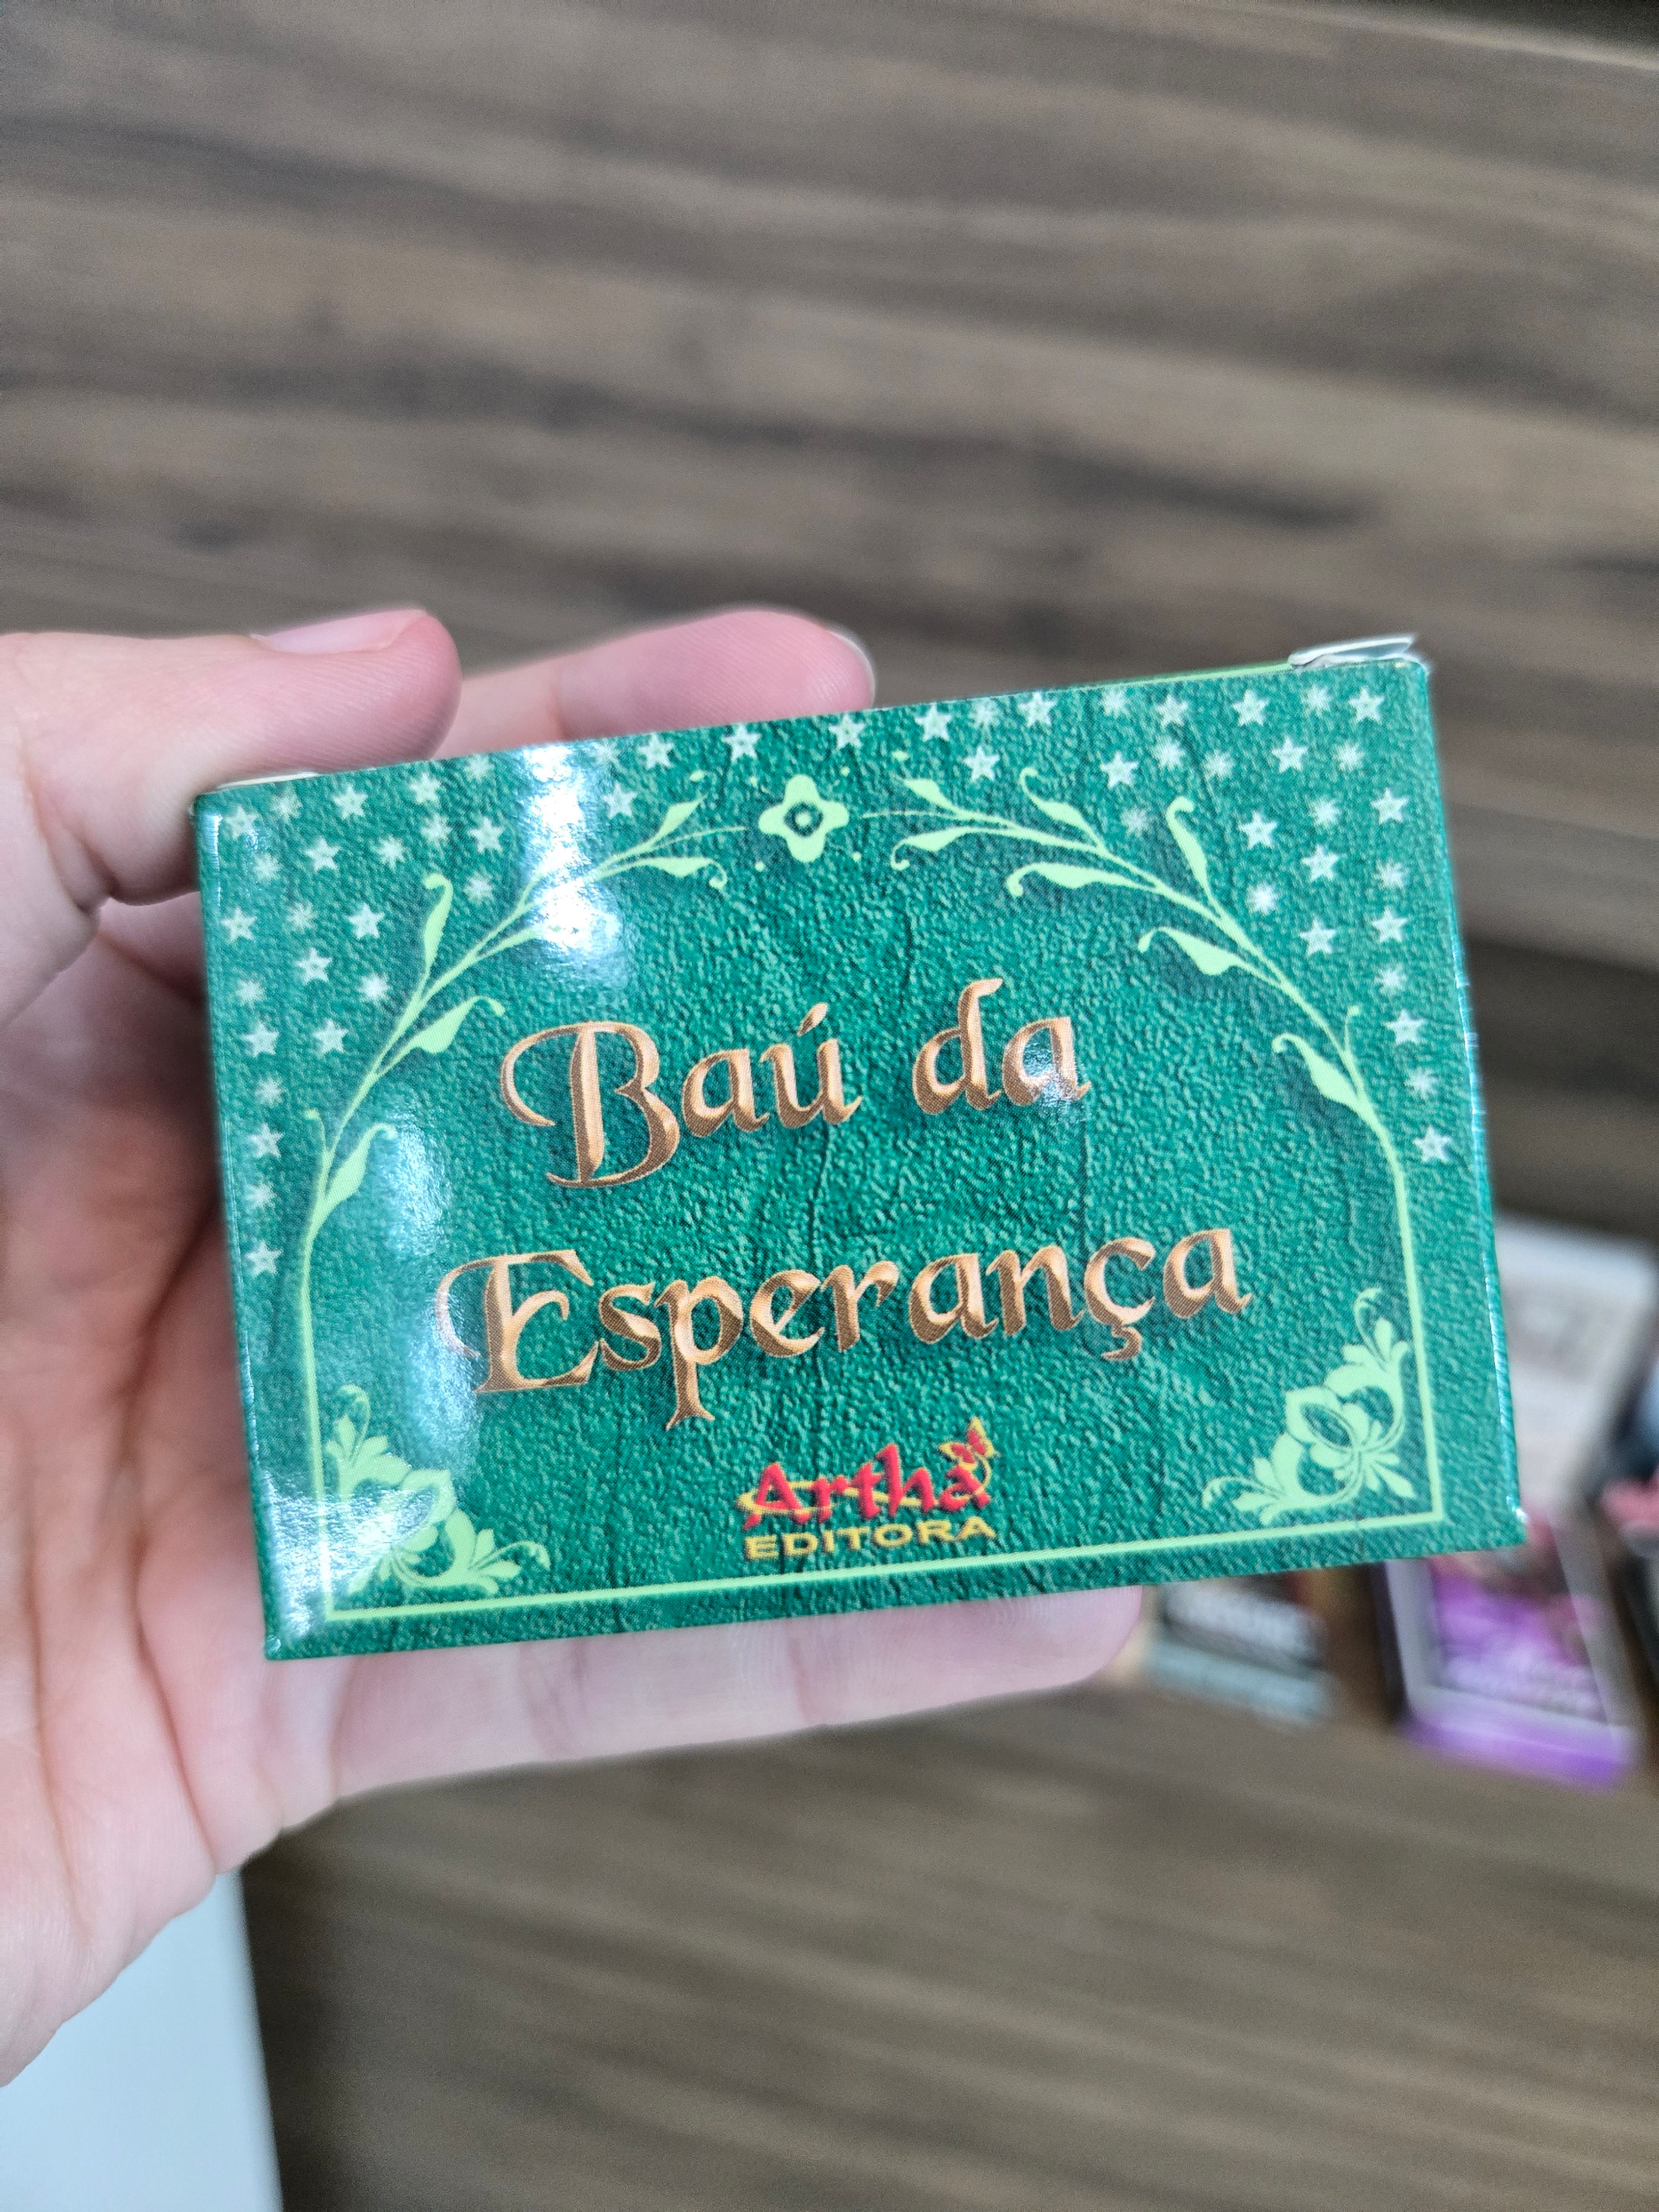 Baú da
Esperança
Artha
EDITORA